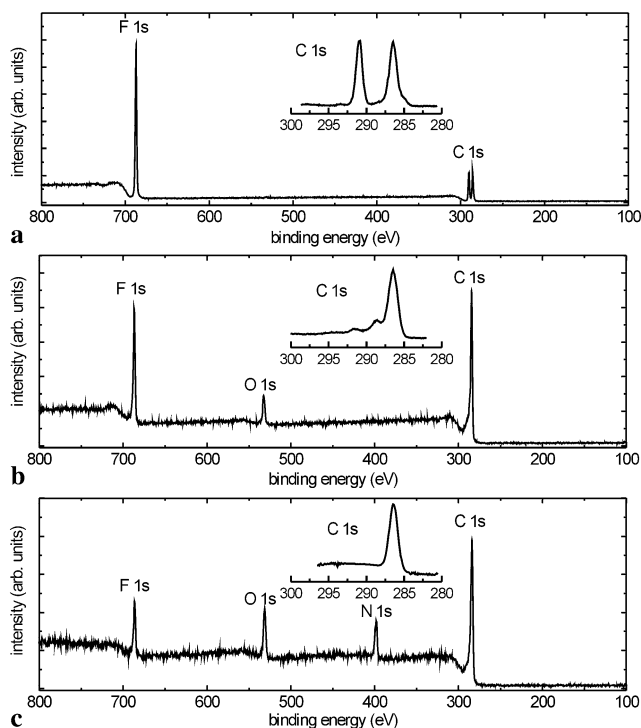 F 1s
C 1s
300 295 290 285 280
C 1s
intensity (arb. units)
800 700 600 500 400 300 200 100
a
binding energy (eV)
F 1s
C 1s
300 295 290 285 280
C 1s
O 1s
intensity (arb. units)
800 700 600 500 400 300 200 100
b
binding energy (eV)
C 1s
300 295 290 285 280
C 1s
F 1s
O 1s
N 1s
intensity (arb. units)
800 700 600 500 400 300 200 100
c
binding energy (eV)